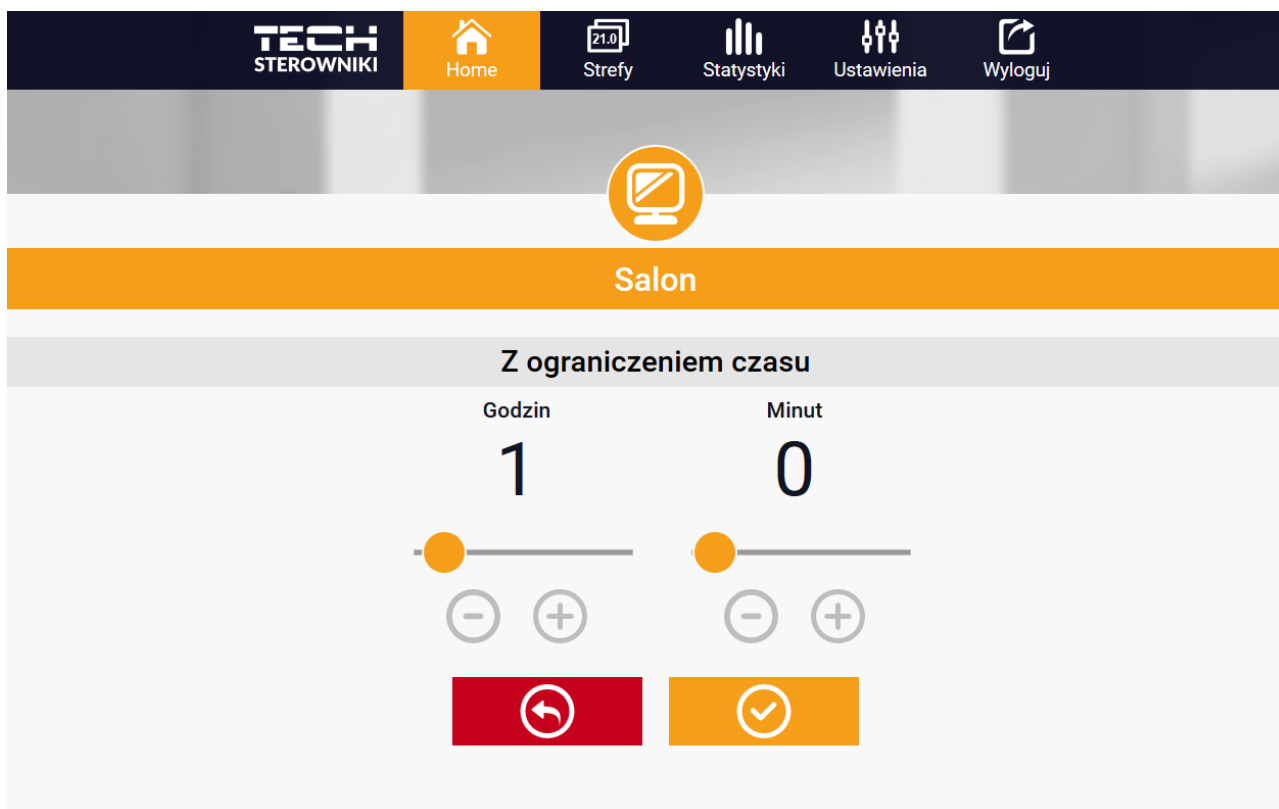 TECH
STEROWNIKI
Home
21.0
Strefy
Statystyki
Ustawienia
Wyloguj
Salon
Z ograniczeniem czasu
Godzin Minut
1 0